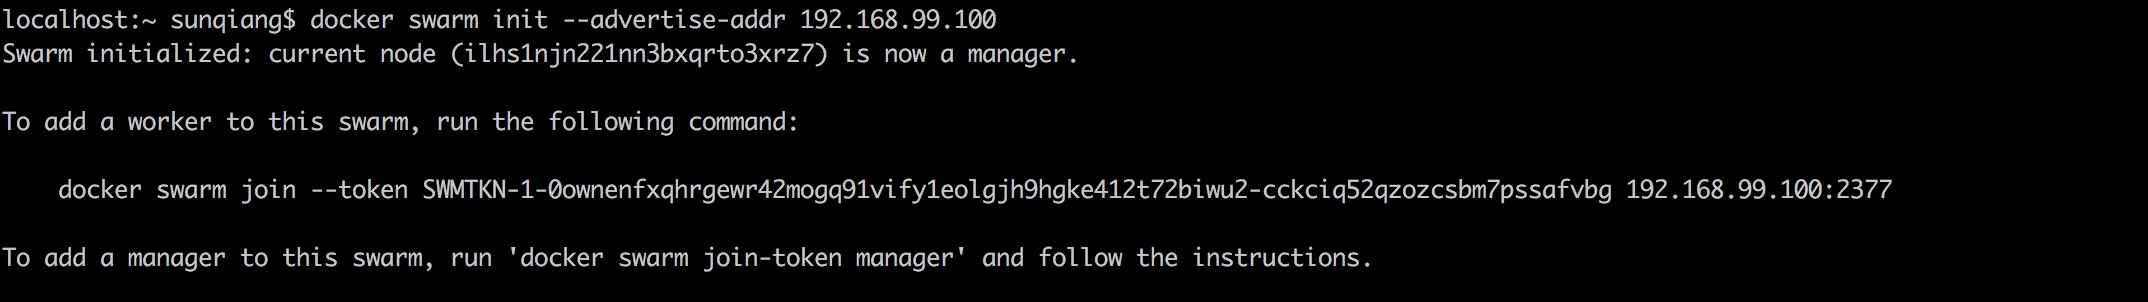 localhost:~ sunqiang$ docker swarm init --advertise-addr 192.168.99.100
Swarm initialized: current node (ilhs1njn221nn3bxqrto3xrz7) is now a manager.
To add a worker to this swarm, run the following command:
docker swarm join --token SWMTKN-1-0ownenfxqhrgewr42mogq91vify1eolgjh9hgke412t72biwu2-cckciq52qzozcsbm7pssafvbg 192.168.99.100:2377
To add a manager to this swarm, run 'docker swarm join-token manager' and follow the instructions.